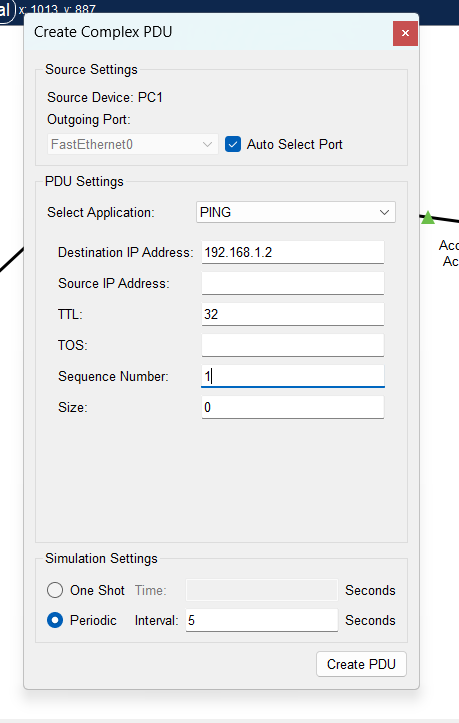 al x: 1013, y: 887
Create Complex PDU
Source Settings
Source Device: PC1
Outgoing Port:
FastEthernet0 Auto Select Port
PDU Settings
Select Application: PING
Destination IP Address: 192.168.1.2
Source IP Address:
TTL: 32
TOS:
Sequence Number: 1
Size: 0
Acc
Ac
Simulation Settings
One Shot Time: Seconds
Periodic Interval: 5 Seconds
Create PDU